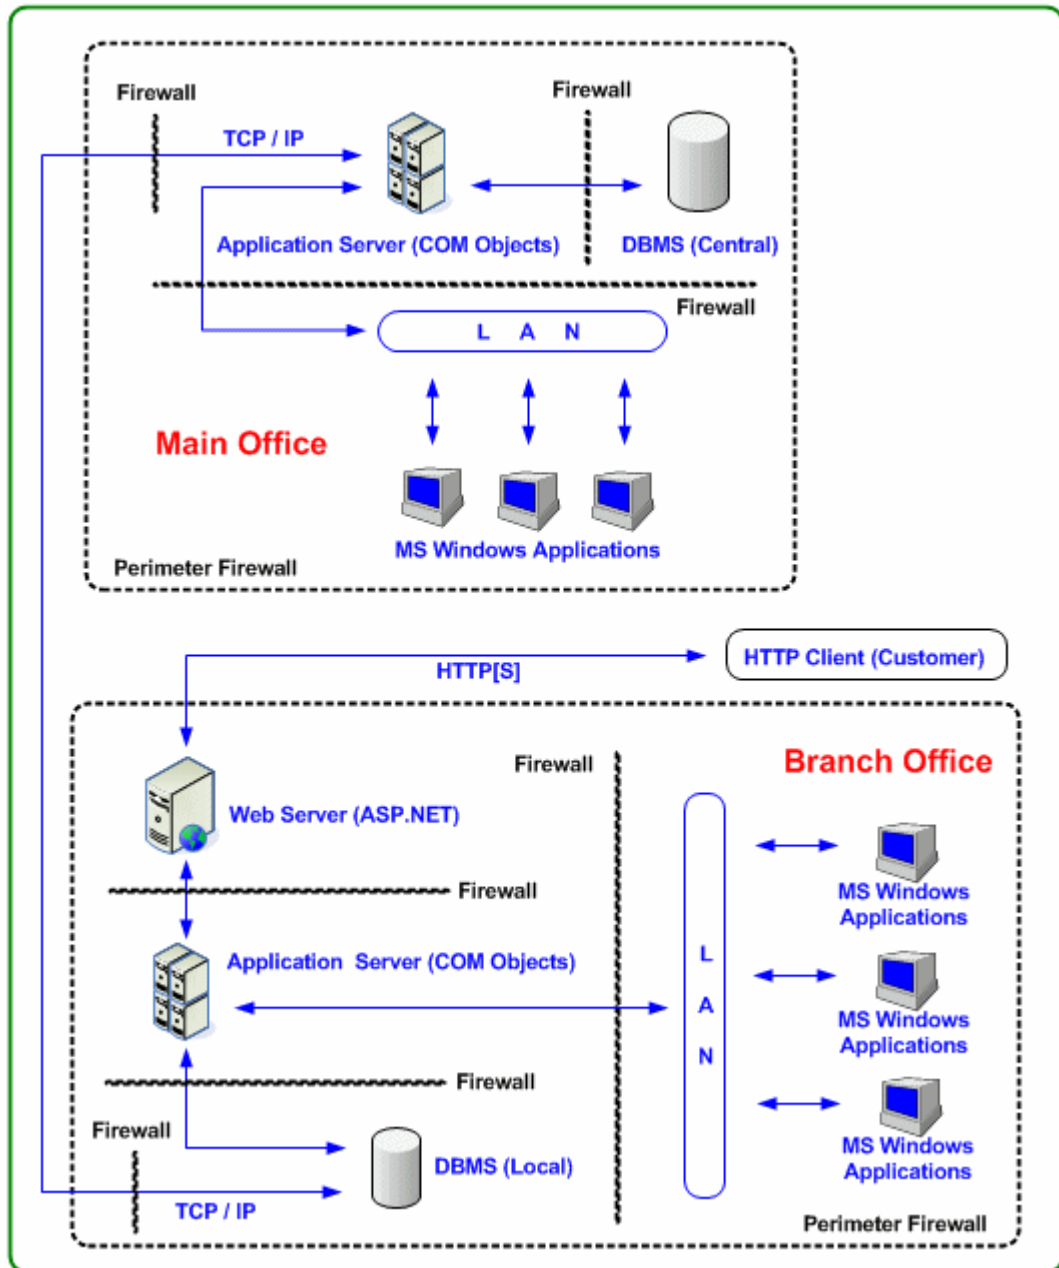 Firewall
Firewall
TCP / IP
Application Server (COM Objects)
DBMS (Central)
Firewall
L A N
Main Office
MS Windows Applications
Perimeter Firewall
HTTP Client (Customer)
HTTP[S]
Firewall
Branch Office
Web Server (ASP.NET)
Firewall
MS Windows
Applications
Application Server (COM Objects)
L
A
N
MS Windows
Applications
Firewall
Firewall
MS Windows
Applications
DBMS (Local)
TCP / IP
Perimeter Firewall